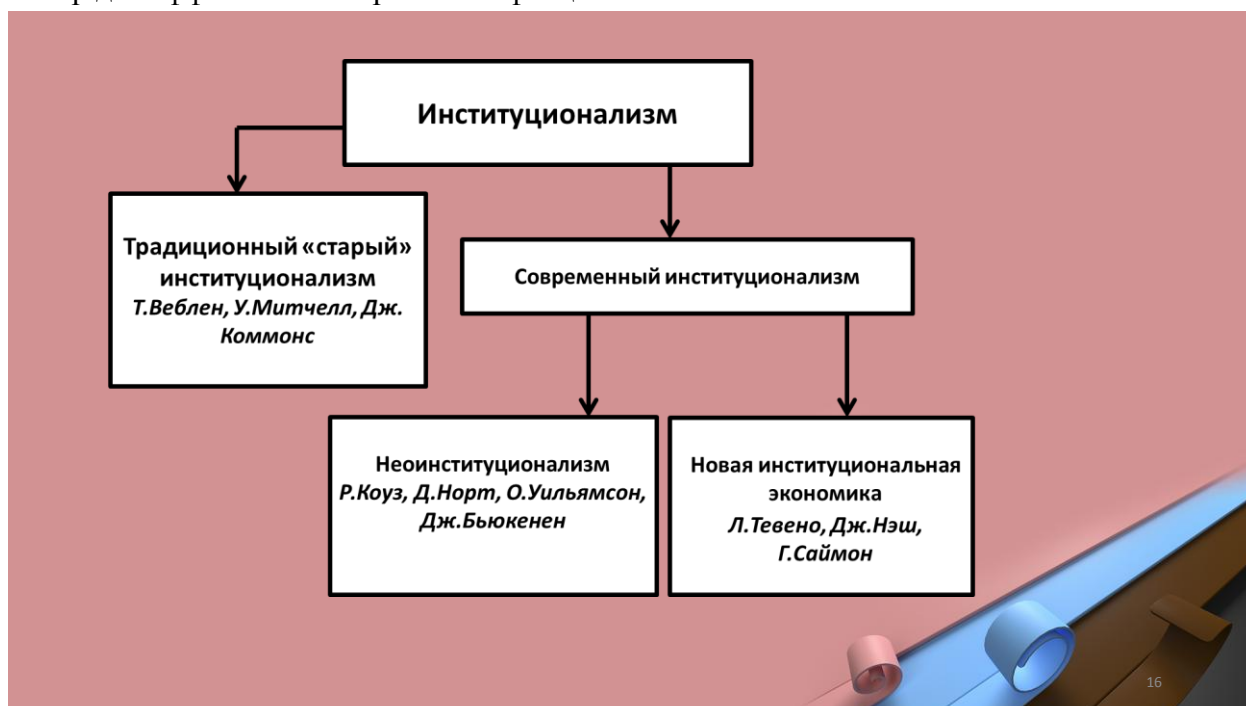 Институционализм
Традиционный «старый»
институционализм
Т.Веблен, У.Митчелл, Дж.
Коммонс
Современный институционализм
Неоинституционализм
Р.Коуз, Д.Норт, О.Уильямсон,
Дж.Бьюкенен
Новая институциональная
экономика
Л.Тевено, Дж.Нэш,
Г.Саймон
16